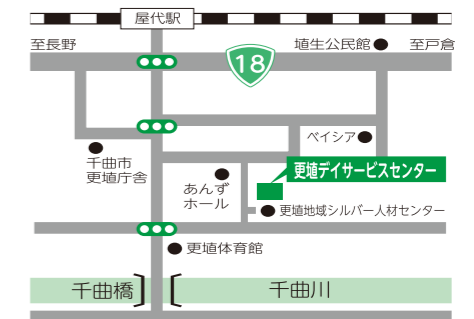 屋代駅
至長野
埴生公民館
至戸倉
18
ベイシア
千曲市
更埴庁舎
あんず
ホール
更埴デイサービスセンター
更埴地域シルバー人材センター
更埴体育館
千曲橋
千曲川